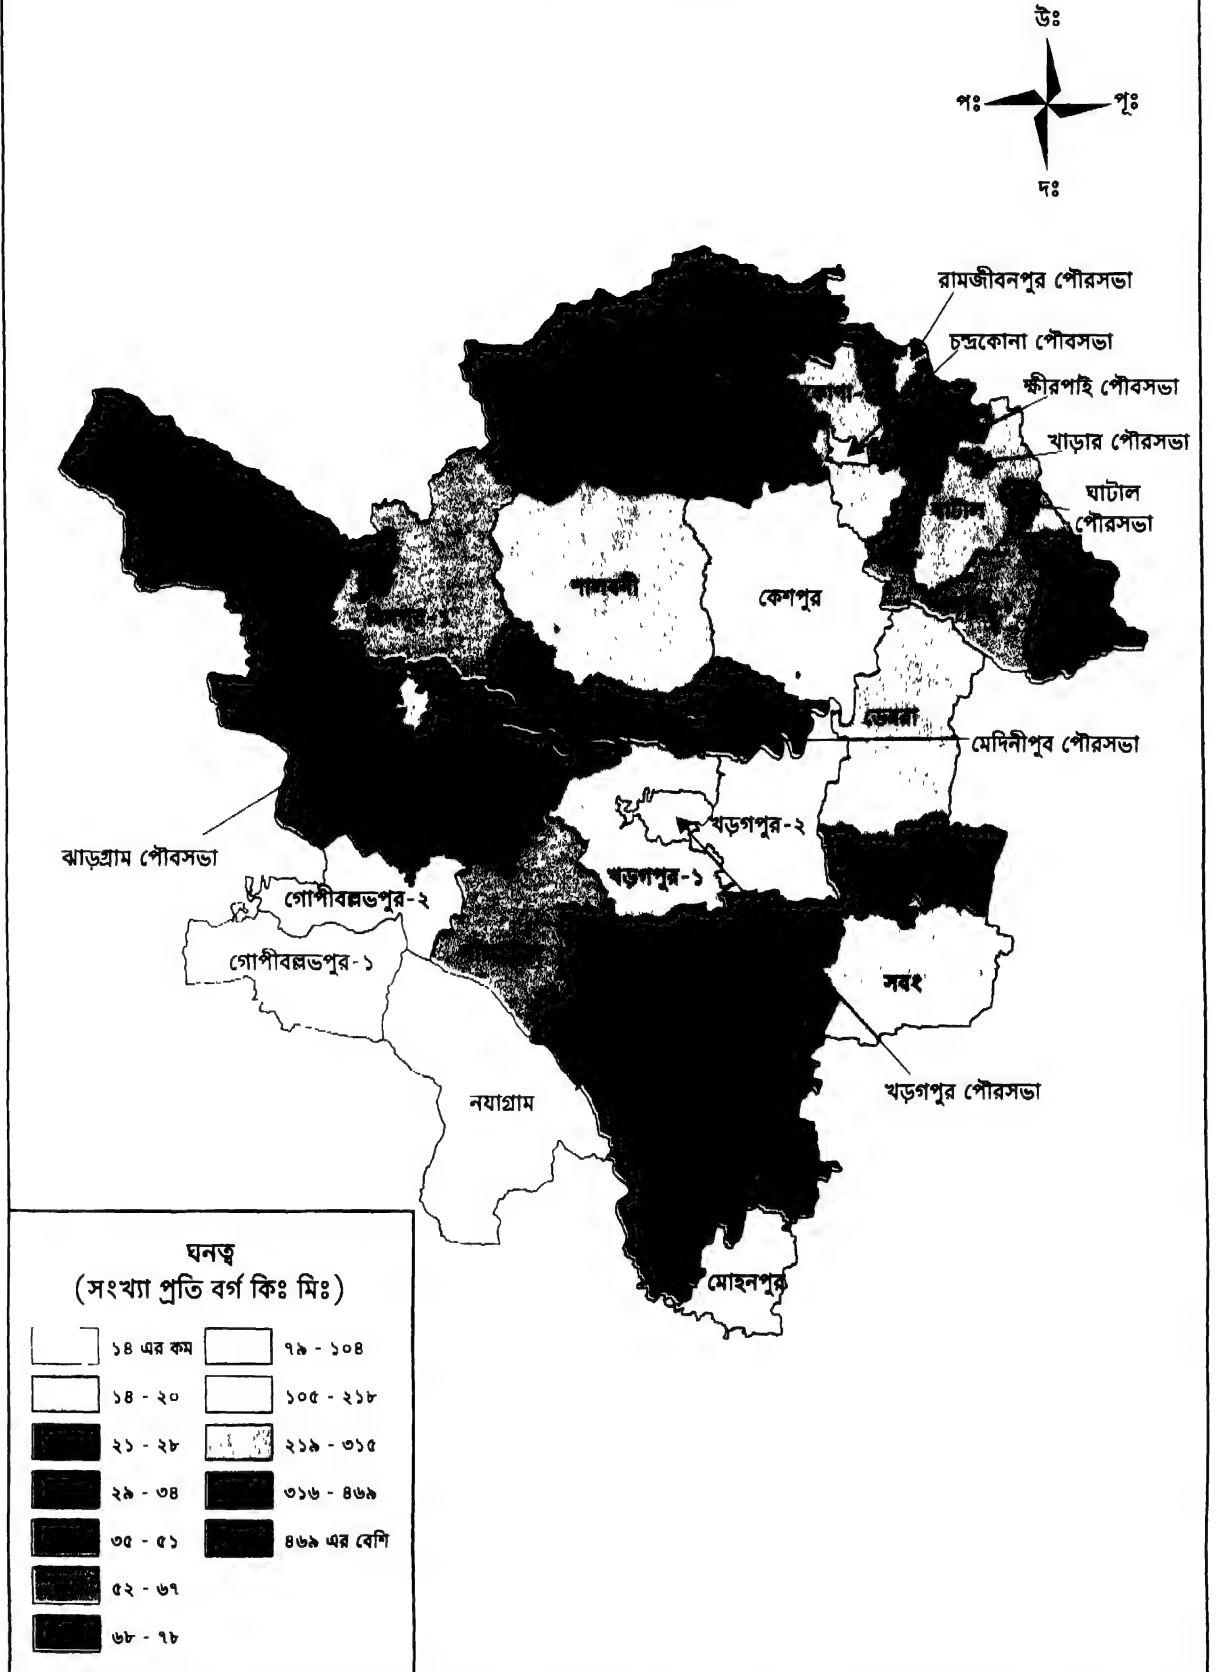 উঃ
পঃ
পূঃ
দঃ
রামজীবনপুর পৌরসভা
চন্দ্রকোনা পৌবসভা
ক্ষীরপাই পৌবসভা
খাড়ার পৌরসভা
ঘাটাল
পৌরসভা
ঘাটাল
শালবনী
কেশপুর
ডেবরা
মেদিনীপুব পৌরসভা
খড়গপুর-২
ঝাড়গ্রাম পৌবসভা
খড়গপুর-১
গোপীবল্লভপুর-২
গোপীবল্লভপুর-১
সবং
খড়গপুর পৌরসভা
নযাগ্রাম
মোহনপুর
ঘনত্ব
(সংখ্যা প্রতি বর্গ কিঃ মিঃ)
১৪ এর কম
৭৯ - ১০৪
১৪ - ২০
১০৫ - ২১৮
২১ - ২৮
২১৯ - ৩১৫
২৯ - ৩৪
৩১৬ - ৪৬৯
৩৫ - ৫১
৪৬৯ এর বেশি
৫২ - ৬৭
৬৮ - ৭৮